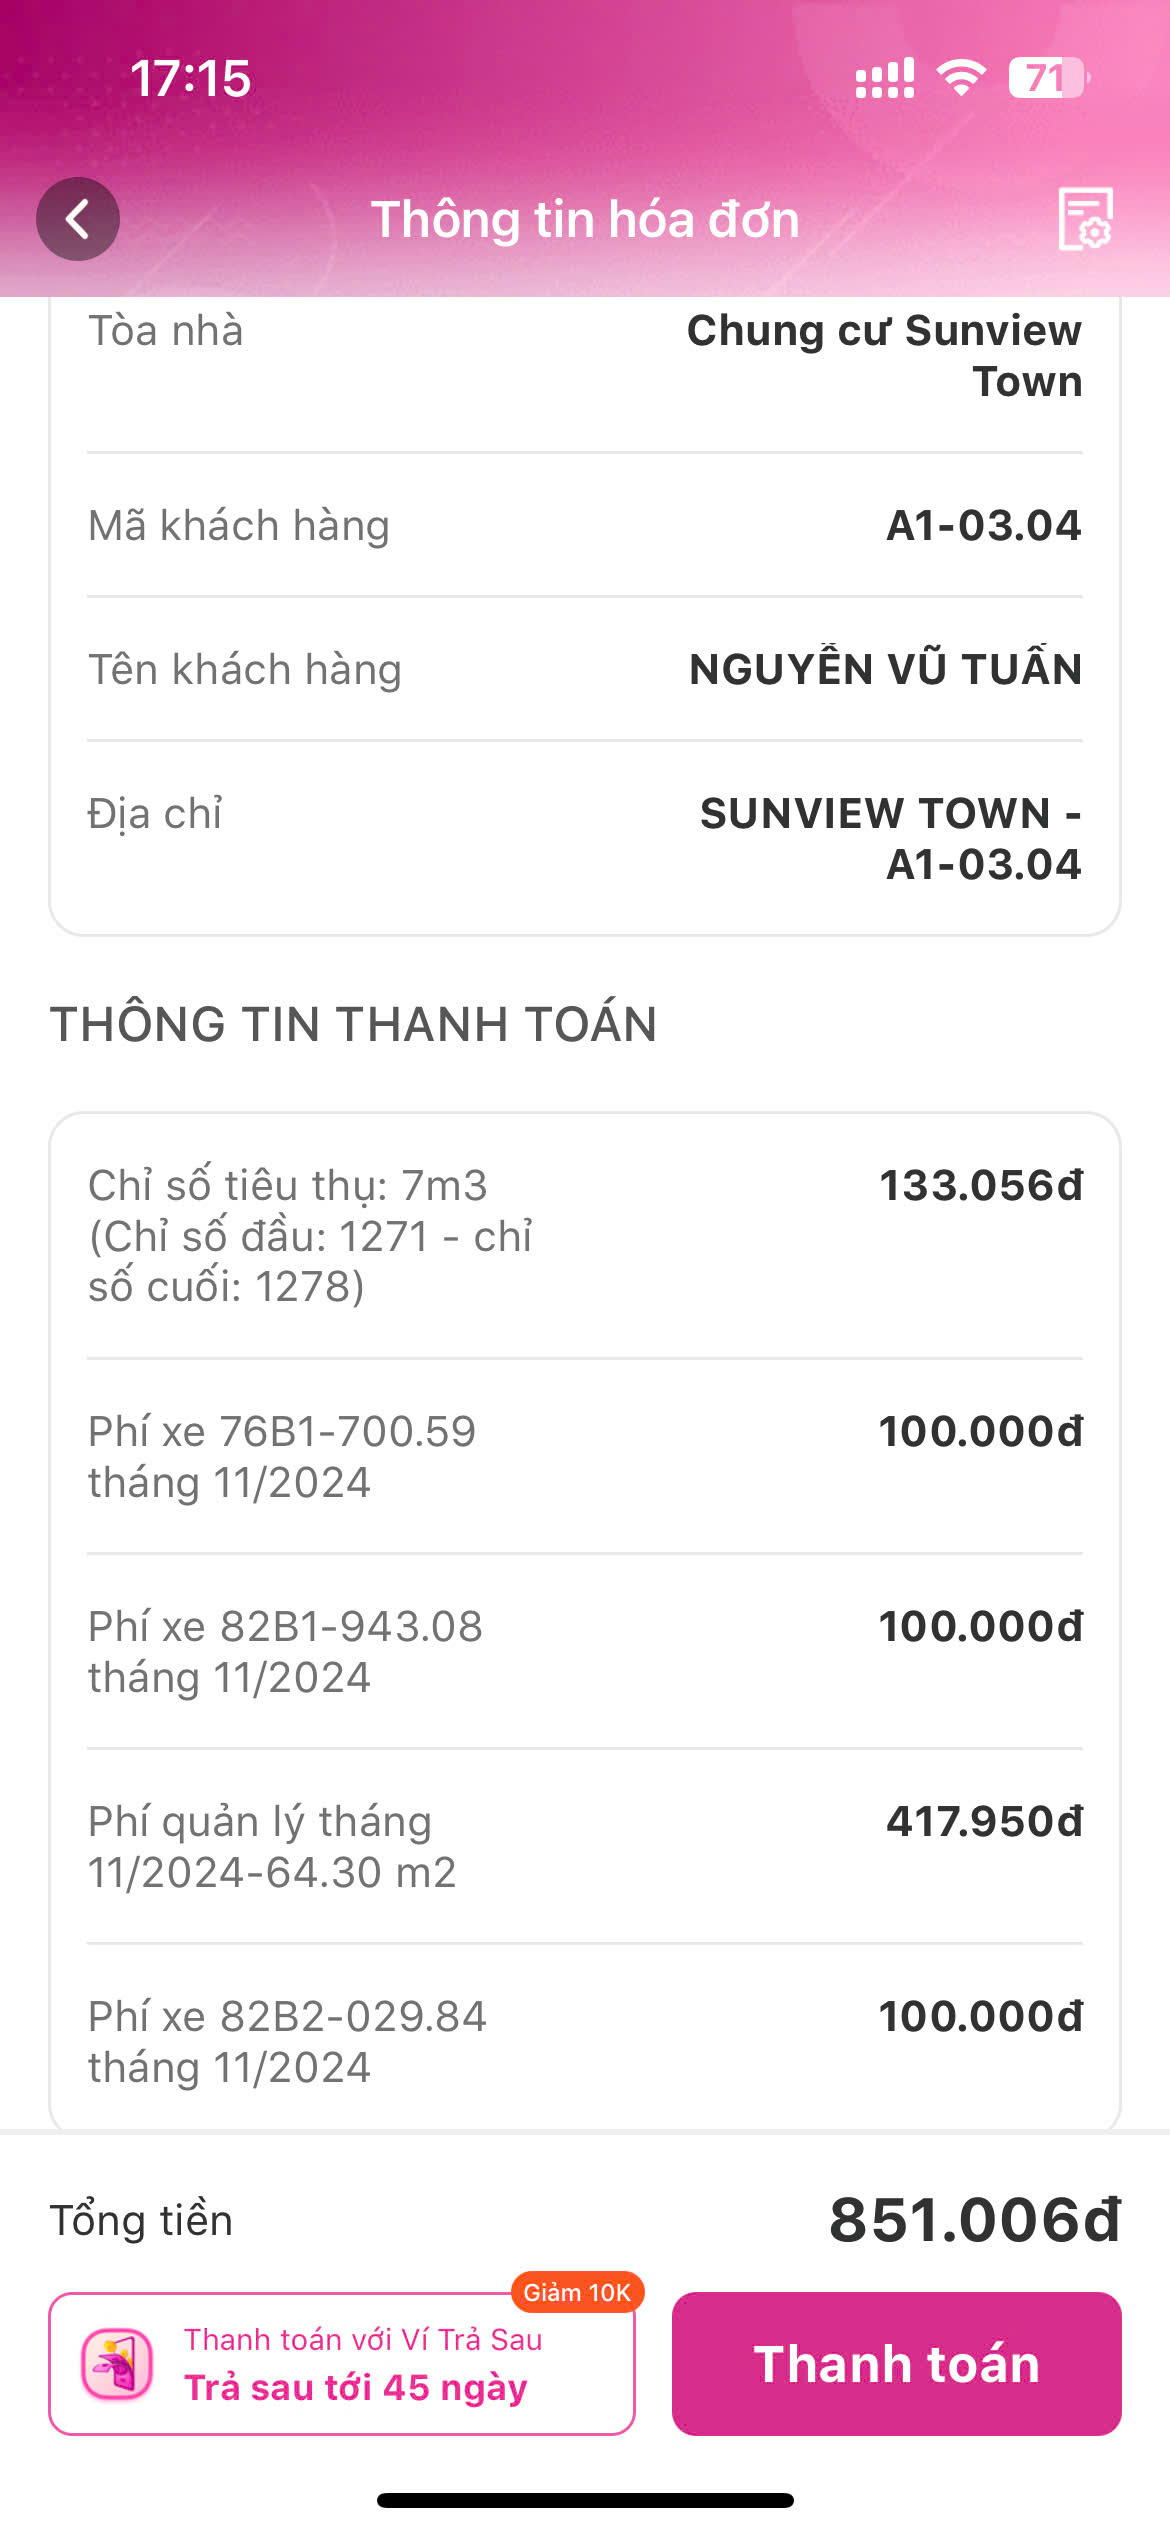 17:15
71
Thông tin hóa đơn
Tòa nhà
Chung cư Sunview
Town
Mã khách hàng
A1-03.04
Tên khách hàng
NGUYỄN VŨ TUẤN
Địa chỉ
SUNVIEW TOWN -
A1-03.04
THÔNG TIN THANH TOÁN
Chỉ số tiêu thụ: 7m3
(Chỉ số đầu: 1271 - chỉ
số cuối: 1278)
133.056đ
Phí xe 76B1-700.59
tháng 11/2024
100.000đ
Phí xe 82B1-943.08
tháng 11/2024
100.000đ
Phí quản lý tháng
11/2024-64.30 m2
417.950đ
Phí xe 82B2-029.84
tháng 11/2024
100.000đ
Tổng tiền
851.006đ
Giảm 10K
Thanh toán với Ví Trả Sau
Trả sau tới 45 ngày
Thanh toán